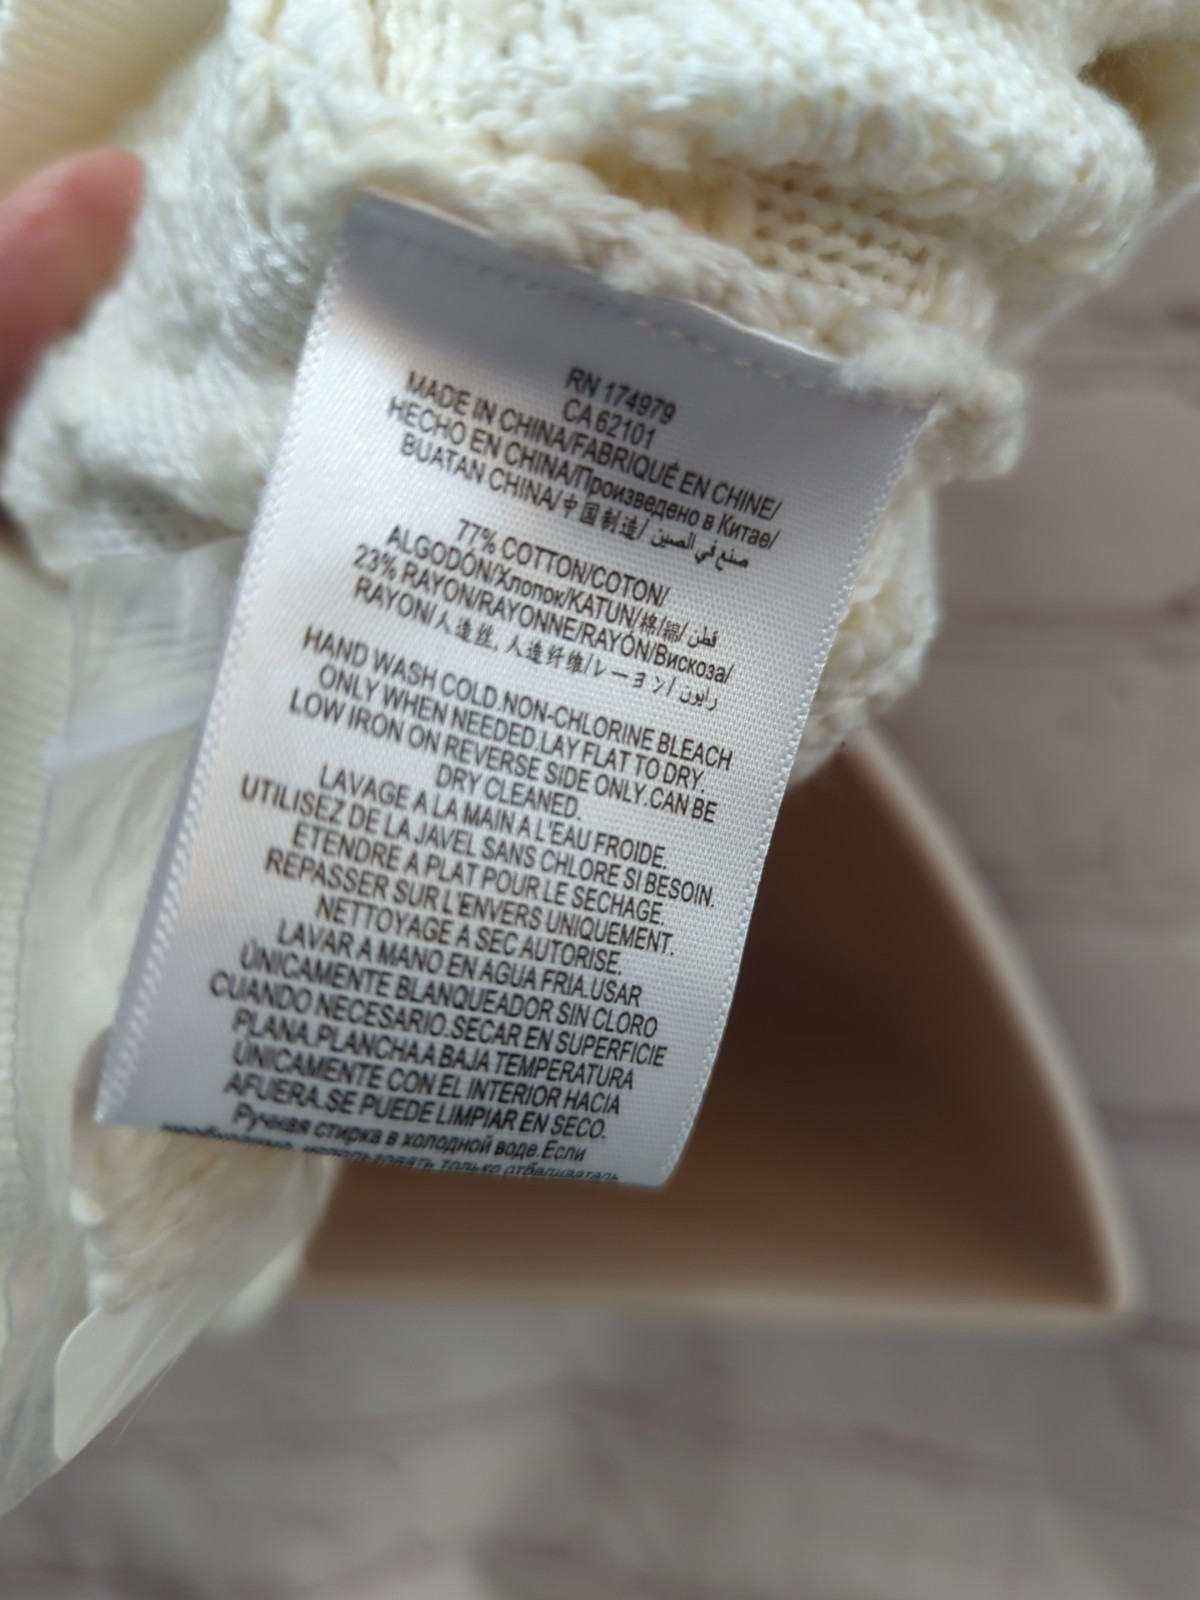 RN 174979
CA 62101
MADE IN CHINA/FABRIQUÉ EN CHINE/
HECHO EN CHINA/Произведено в Китае/
BUATAN CHINA/中国制造/ صنع في الصين
77% COTTON/COTON/
ALGODÓN/Хлопок/KATUN/棉/綿/ قطن
23% RAYON/RAYONNE/RAYÓN/Вискоза/
RAYON/人造丝, 人造纤维/レーヨン/ رايون
HAND WASH COLD.NON-CHLORINE BLEACH
ONLY WHEN NEEDED.LAY FLAT TO DRY.
LOW IRON ON REVERSE SIDE ONLY.CAN BE
DRY CLEANED.
LAVAGE A LA MAIN A L'EAU FROIDE.
UTILISEZ DE LA JAVEL SANS CHLORE SI BESOIN.
ETENDRE A PLAT POUR LE SECHAGE.
REPASSER SUR L'ENVERS UNIQUEMENT.
NETTOYAGE A SEC AUTORISE.
LAVAR A MANO EN AGUA FRIA.USAR
ÚNICAMENTE BLANQUEADOR SIN CLORO
CUANDO NECESARIO.SECAR EN SUPERFICIE
PLANA.PLANCHA A BAJA TEMPERATURA
ÚNICAMENTE CON EL INTERIOR HACIA
AFUERA.SE PUEDE LIMPIAR EN SECO.
Ручная стирка в холодной воде.Если
необходимо, использовать только отбеливатель